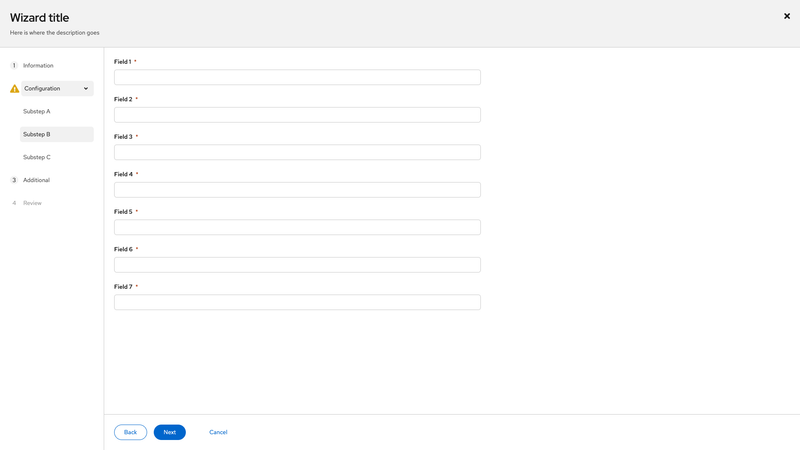 Wizard title
Here is where the description goes
1 Information
Configuration
Substep A
Substep B
Substep C
3 Additional
4 Review
Field 1 *
Field 2 *
Field 3 *
Field 4 *
Field 5 *
Field 6 *
Field 7 *
Back Next Cancel